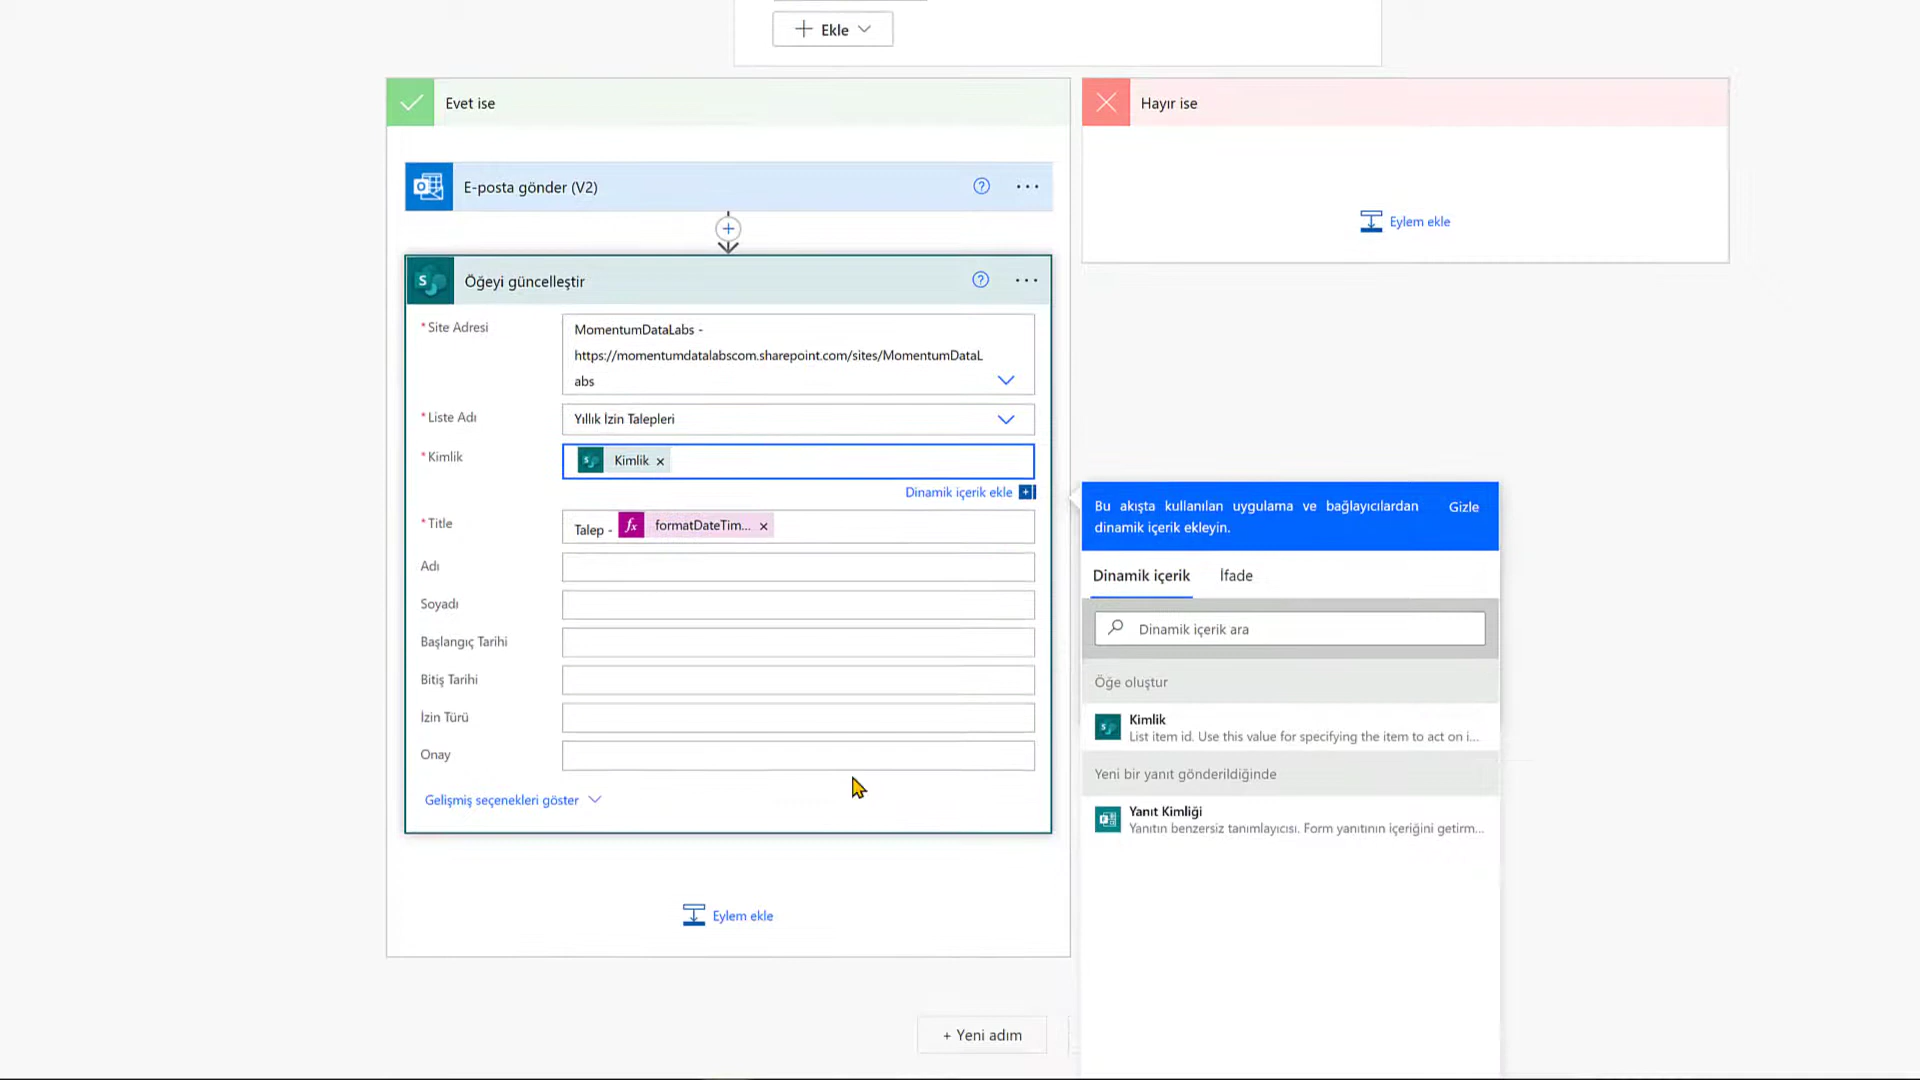 Ekle
Evet ise
Hayır ise
E-posta gönder (V2)
Eylem ekle
Öğeyi güncelleştir
* Site Adresi
MomentumDataLabs -
https://momentumdatalabscom.sharepoint.com/sites/MomentumDataL
abs
* Liste Adı
Yıllık İzin Talepleri
* Kimlik
Kimlik ×
Dinamik içerik ekle
* Title
Talep - fx formatDateTim... ×
Adı
Soyadı
Başlangıç Tarihi
Bitiş Tarihi
İzin Türü
Onay
Gelişmiş seçenekleri göster
Eylem ekle
+ Yeni adım
Bu akışta kullanılan uygulama ve bağlayıcılardan
dinamik içerik ekleyin.
Gizle
Dinamik içerik
İfade
Dinamik içerik ara
Öğe oluştur
Kimlik
List item id. Use this value for specifying the item to act on i...
Yeni bir yanıt gönderildiğinde
Yanıt Kimliği
Yanıtın benzersiz tanımlayıcısı. Form yanıtının içeriğini getirm...